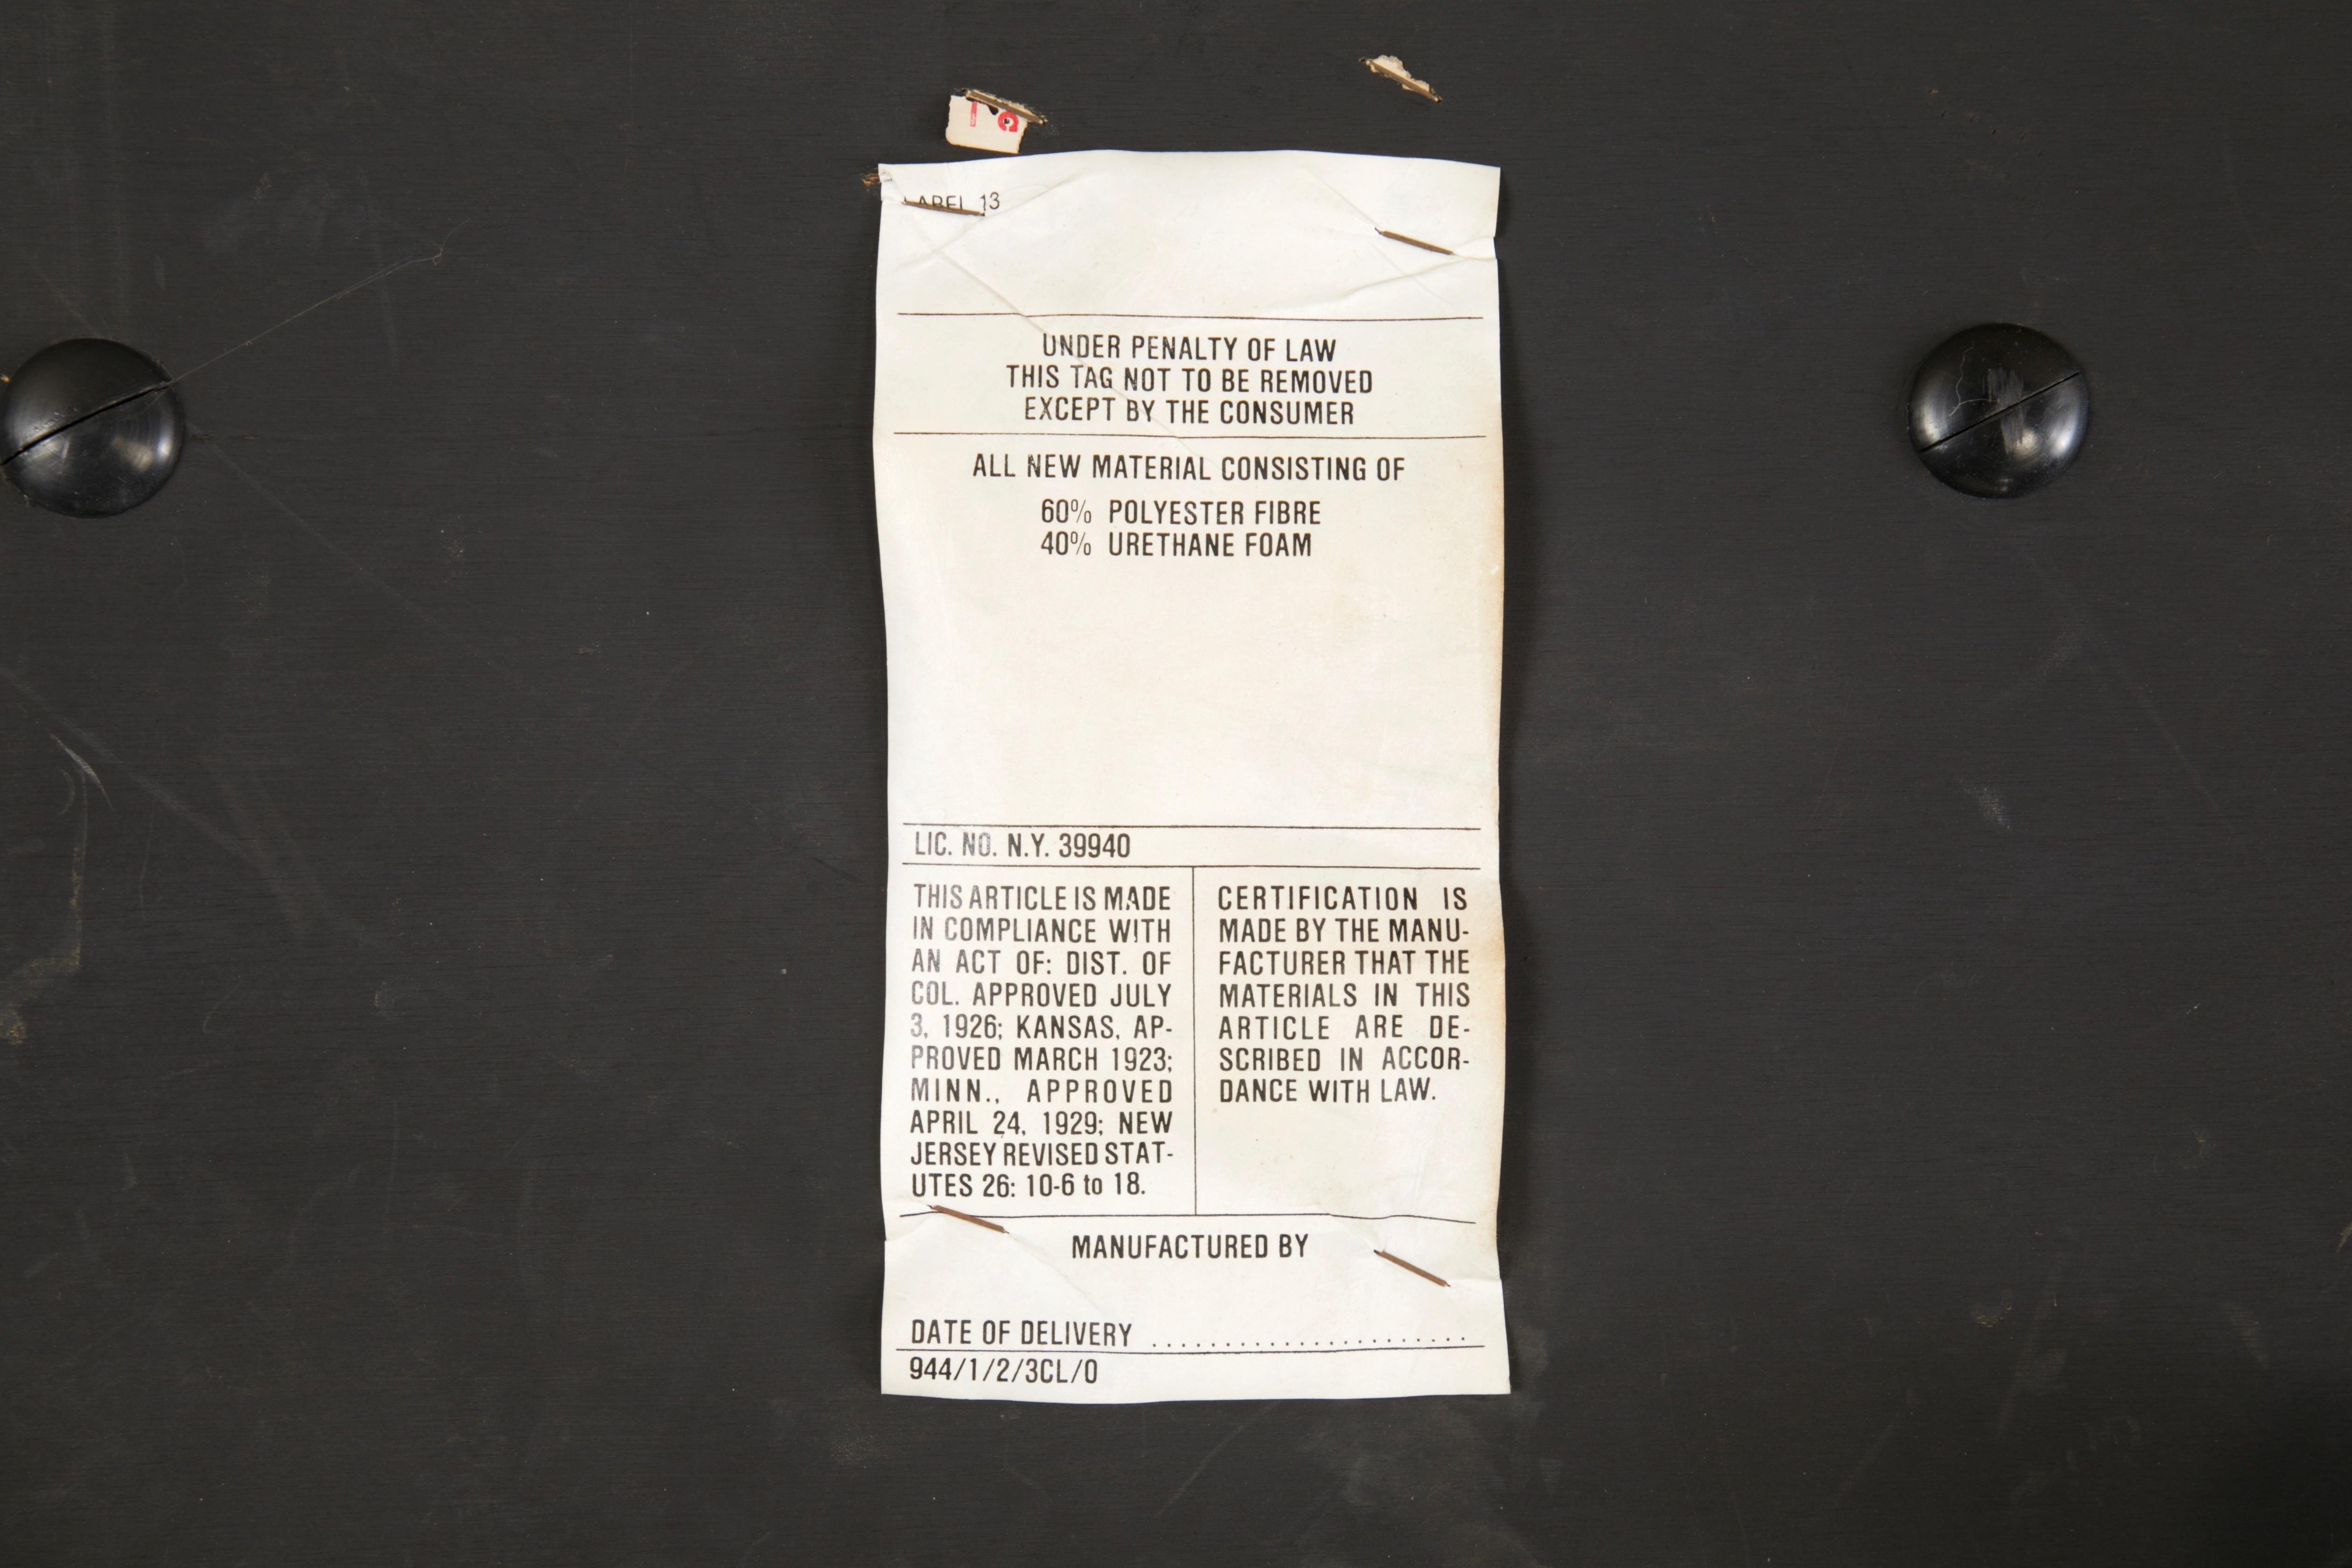 LABEL 13
UNDER PENALTY OF LAW
THIS TAG NOT TO BE REMOVED
EXCEPT BY THE CONSUMER
ALL NEW MATERIAL CONSISTING OF
60% POLYESTER FIBRE
40% URETHANE FOAM
LIC. NO. N.Y. 39940
THIS ARTICLE IS MADE
IN COMPLIANCE WITH
AN ACT OF: DIST. OF
COL. APPROVED JULY
3, 1926; KANSAS, AP-
PROVED MARCH 1923;
MINN., APPROVED
APRIL 24, 1929; NEW
JERSEY REVISED STAT-
UTES 26: 10-6 to 18.
CERTIFICATION IS
MADE BY THE MANU-
FACTURER THAT THE
MATERIALS IN THIS
ARTICLE ARE DE-
SCRIBED IN ACCOR-
DANCE WITH LAW.
MANUFACTURED BY
DATE OF DELIVERY ......................
944/1/2/3CL/0